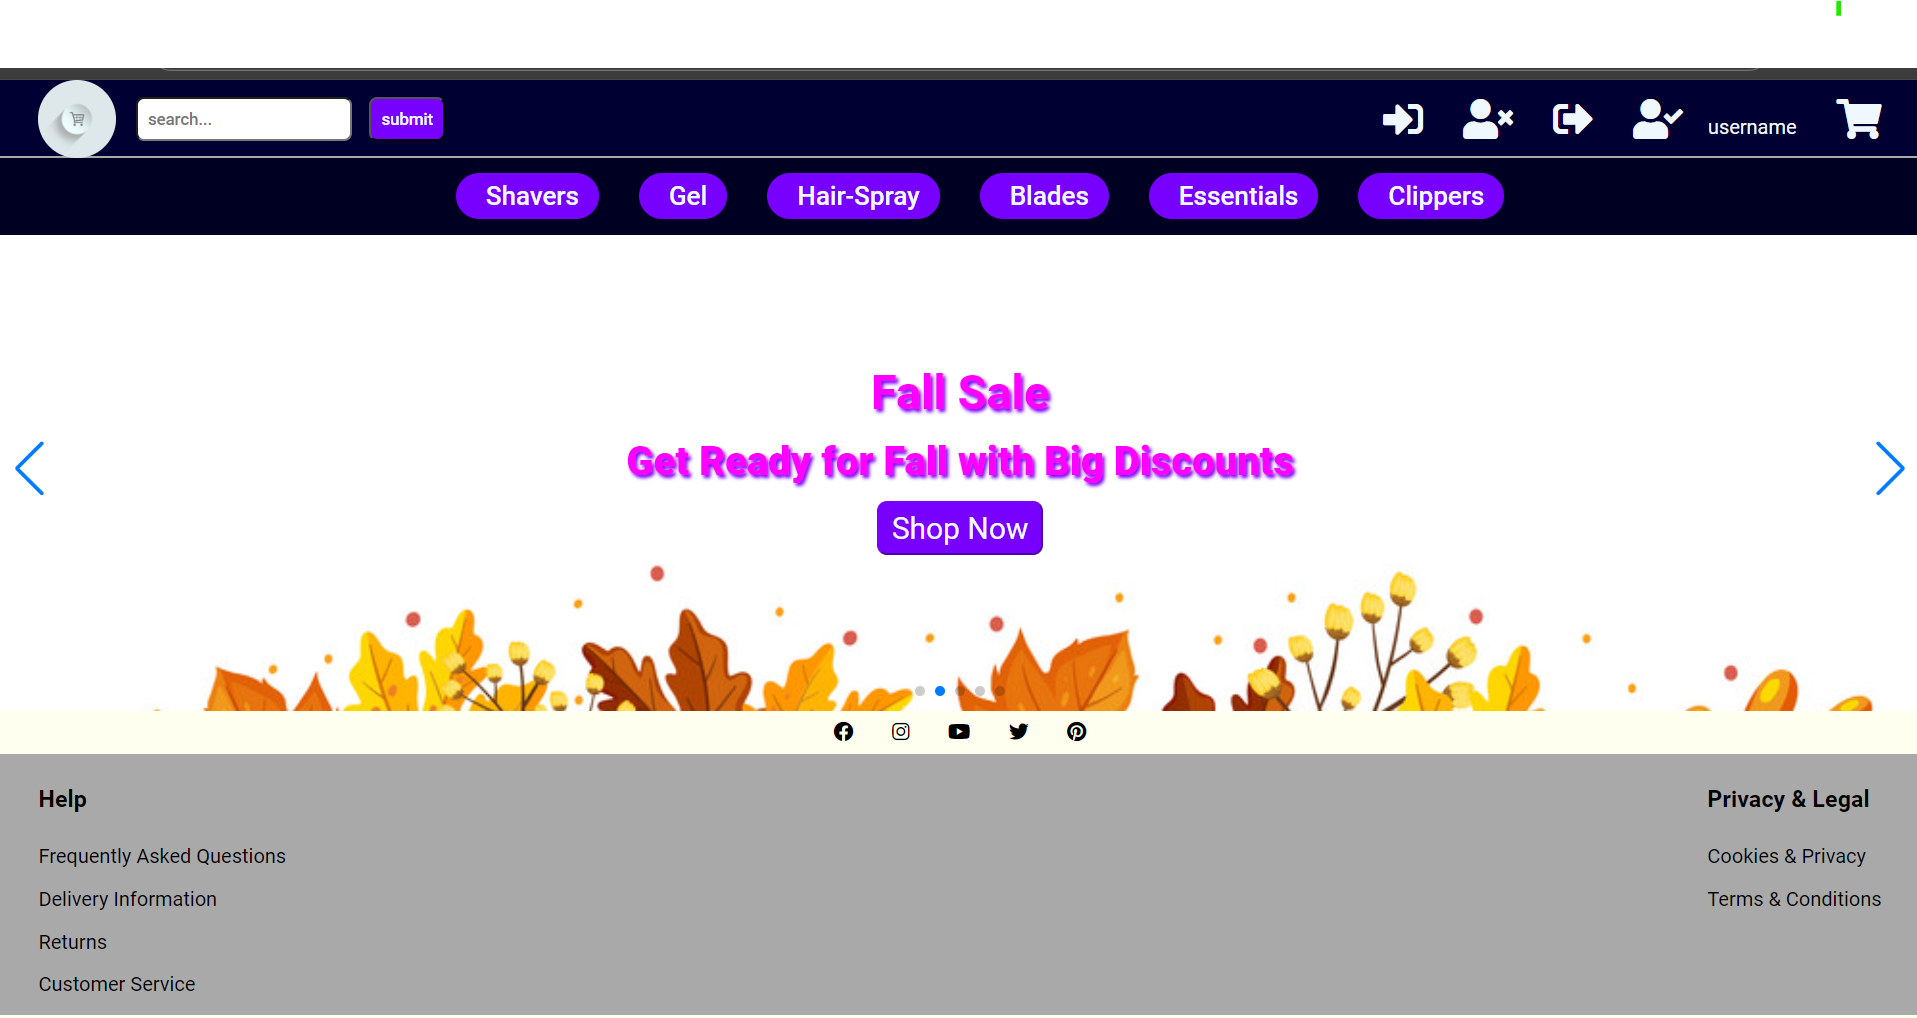 search...
submit
username
Shavers
Gel
Hair-Spray
Blades
Essentials
Clippers
Fall Sale
Get Ready for Fall with Big Discounts
Shop Now
Help
Frequently Asked Questions
Delivery Information
Returns
Customer Service
Privacy & Legal
Cookies & Privacy
Terms & Conditions